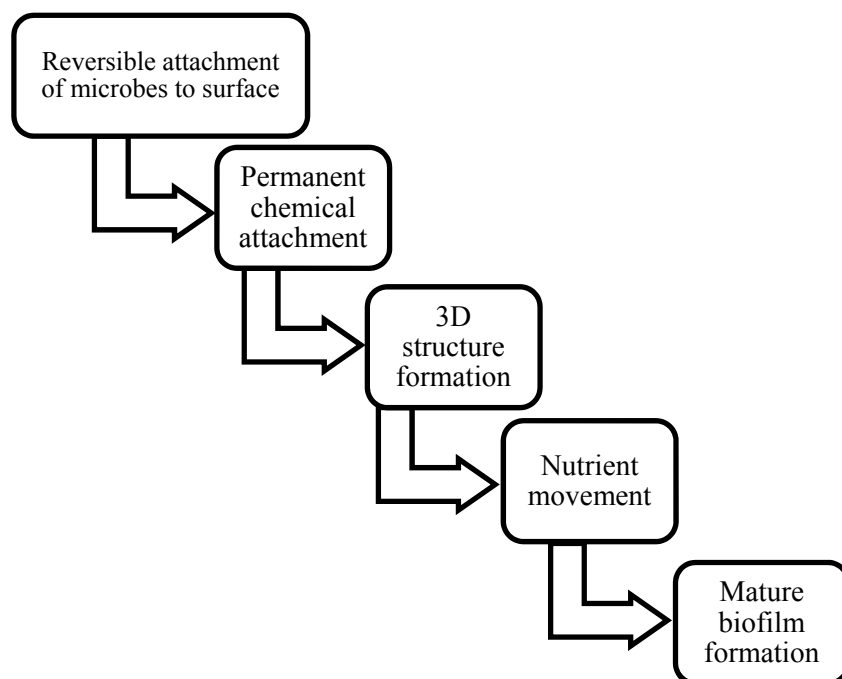 Reversible attachment
of microbes to surface
Permanent
chemical
attachment
3D
structure
formation
Nutrient
movement
Mature
biofilm
formation